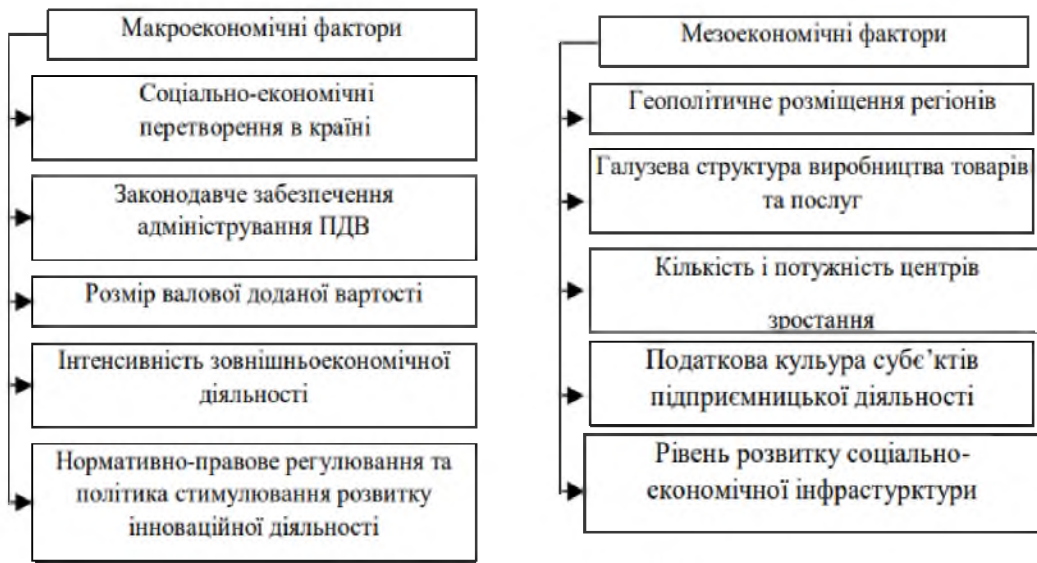 Макроекономічні фактори
Соціально-економічні
перетворення в країні
Законодавче забезпечення
адміністрування ПДВ
Розмір валової доданої вартості
Інтенсивність зовнішньоекономічної
діяльності
Нормативно-правове регулювання та
політика стимулювання розвитку
інноваційної діяльності
Мезоекономічні фактори
Геополітичне розміщення регіонів
Галузева структура виробництва товарів
та послуг
Кількість і потужність центрів
зростання
Податкова кульура субє’ктів
підприємницької діяльності
Рівень розвитку соціально-
економічної інфрастурктури